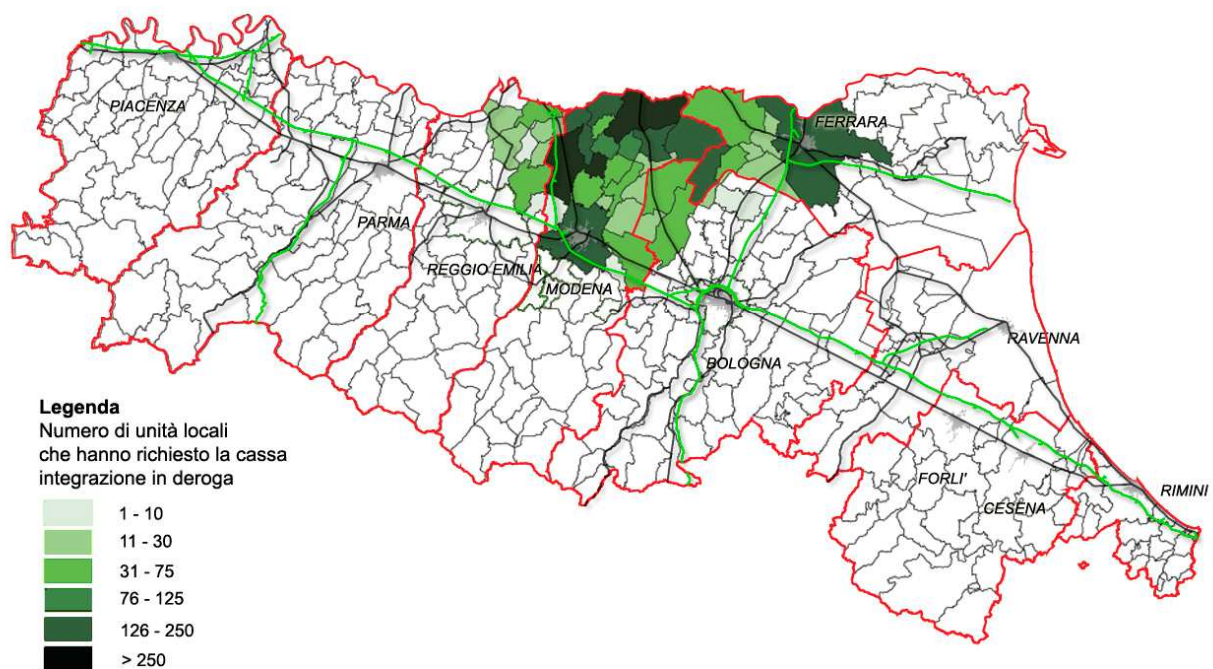 PIACENZA
PARMA
REGGIO EMILIA
MODENA
FERRARA
BOLOGNA
RAVENNA
FORLI'
CESENA
RIMINI
Legenda
Numero di unità locali
che hanno richiesto la cassa
integrazione in deroga
1 - 10
11 - 30
31 - 75
76 - 125
126 - 250
> 250